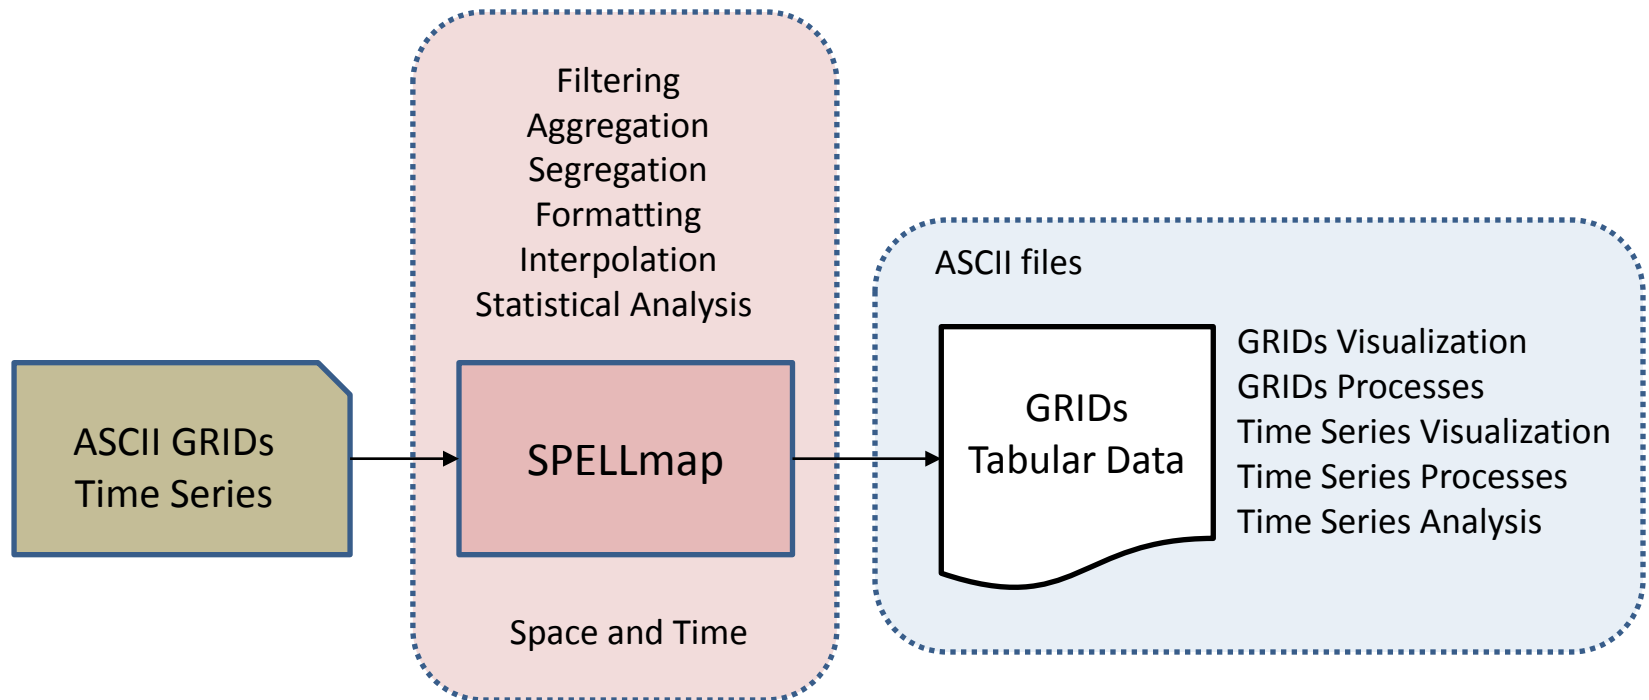 Filtering
Aggregation
Segregation
Formatting
Interpolation
Statistical Analysis
ASCII GRIDs
Time Series
SPELLmap
Space and Time
ASCII files
GRIDs
Tabular Data
GRIDs Visualization
GRIDs Processes
Time Series Visualization
Time Series Processes
Time Series Analysis